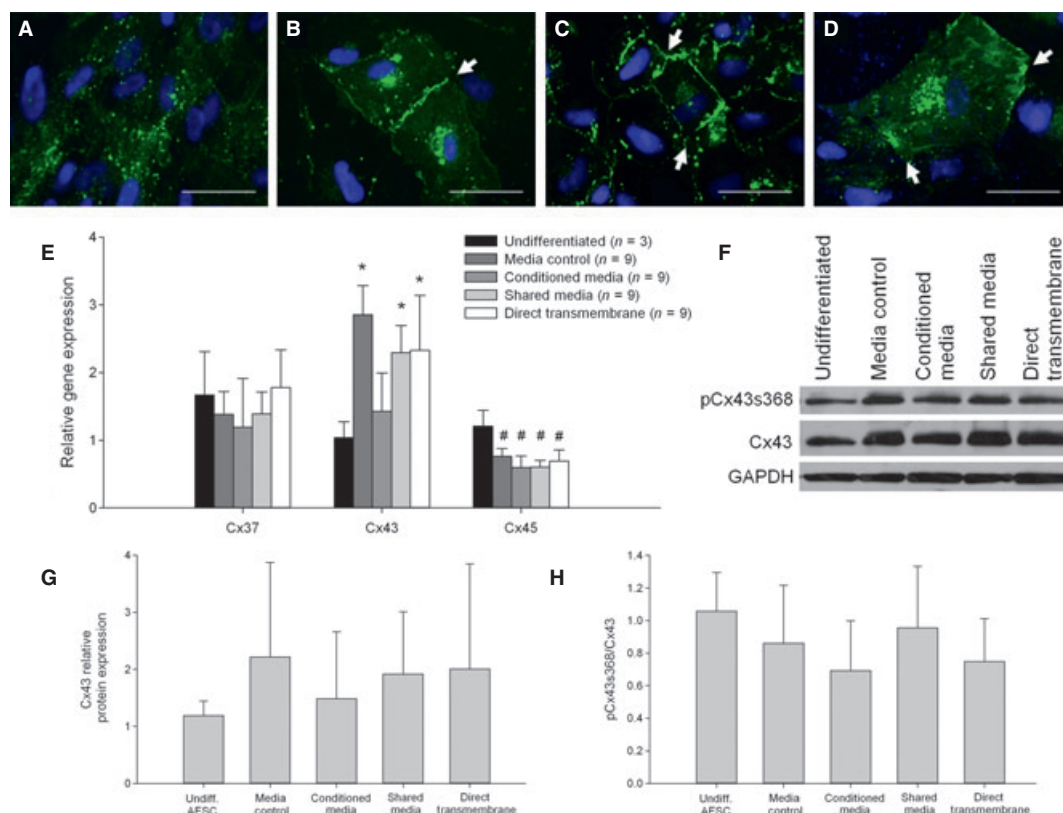 A
B
C
D
E
4
3
2
1
0
Relative gene expression
* * *
# # # #
Undifferentiated (n = 3)
Media control (n = 9)
Conditioned media (n = 9)
Shared media (n = 9)
Direct transmembrane (n = 9)
Cx37 Cx43 Cx45
F
Undifferentiated
Media control
Conditioned
media
Shared media
Direct
transmembrane
pCx43s368
Cx43
GAPDH
G
4
3
2
1
0
Cx43 relative
protein expression
Undiff. Media Conditioned Shared Direct
AFSC control media media transmembrane
H
1.4
1.2
1.0
0.8
0.6
0.4
0.2
0.0
pCx43s368/Cx43
Undiff. Media Conditioned Shared Direct
AFSC control media media transmembrane